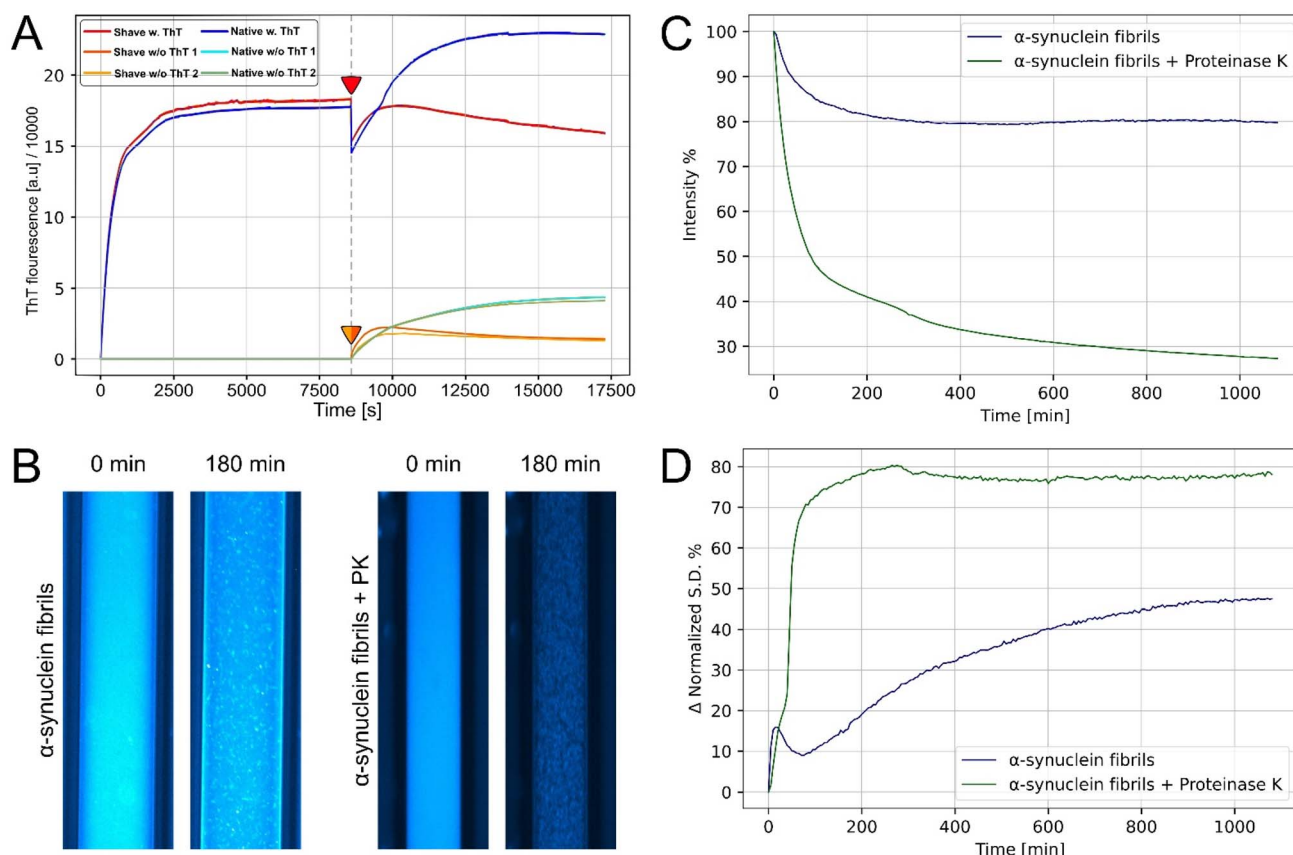 A
Shave w. ThT
Native w. ThT
Shave w/o ThT 1
Native w/o ThT 1
Shave w/o ThT 2
Native w/o ThT 2
ThT flourescence [a.u] / 10000
20
15
10
5
0
0
2500
5000
7500
10000
12500
15000
17500
Time [s]
C
α-synuclein fibrils
α-synuclein fibrils + Proteinase K
Intensity %
100
90
80
70
60
50
40
30
0
200
400
600
800
1000
Time [min]
B
0 min
180 min
0 min
180 min
α-synuclein fibrils
α-synuclein fibrils + PK
D
Δ Normalized S.D. %
80
70
60
50
40
30
20
10
0
α-synuclein fibrils
α-synuclein fibrils + Proteinase K
0
200
400
600
800
1000
Time [min]